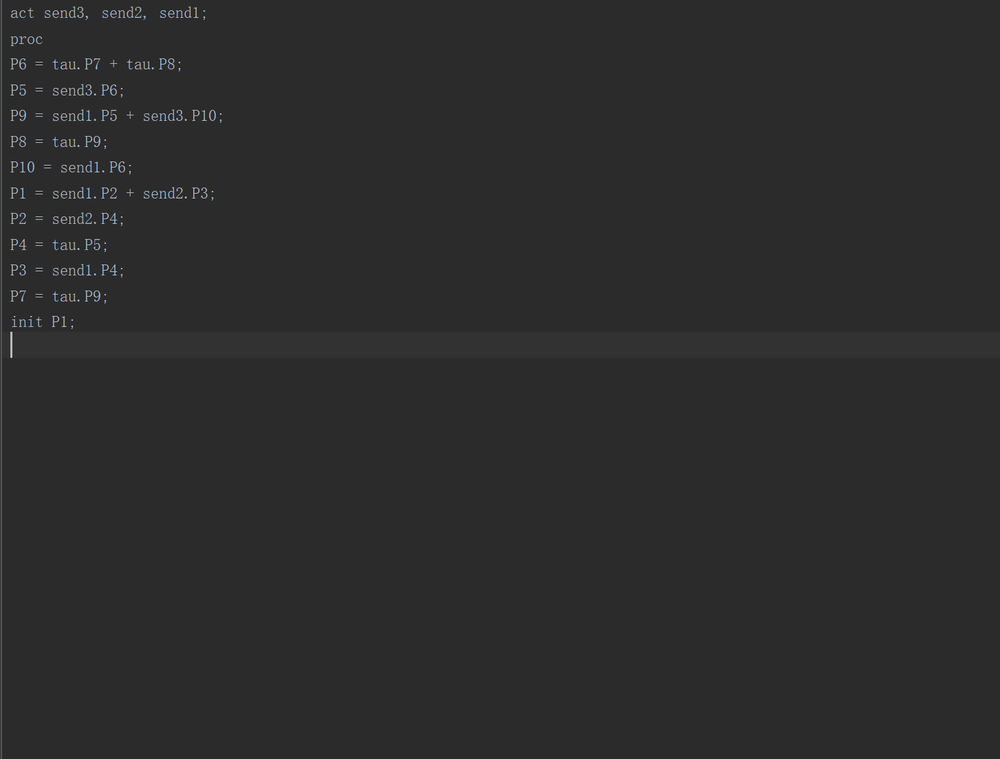 act send3, send2, send1;
proc
P6 = tau.P7 + tau.P8;
P5 = send3.P6;
P9 = send1.P5 + send3.P10;
P8 = tau.P9;
P10 = send1.P6;
P1 = send1.P2 + send2.P3;
P2 = send2.P4;
P4 = tau.P5;
P3 = send1.P4;
P7 = tau.P9;
init P1;